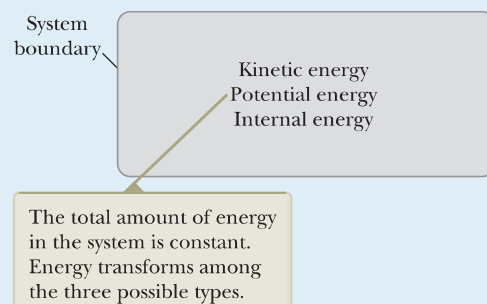 System
boundary
Kinetic energy
Potential energy
Internal energy
The total amount of energy
in the system is constant.
Energy transforms among
the three possible types.